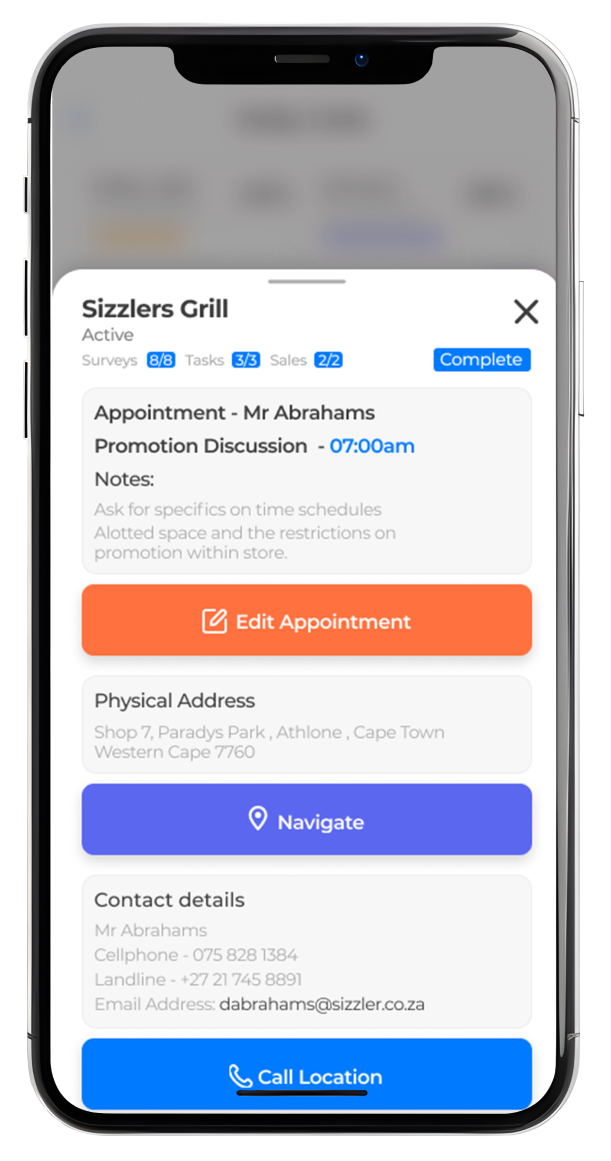 Sizzlers Grill
Active
Surveys 8/8 Tasks 3/3 Sales 2/2 Complete
Appointment - Mr Abrahams
Promotion Discussion - 07:00am
Notes:
Ask for specifics on time schedules
Alotted space and the restrictions on
promotion within store.
Edit Appointment
Physical Address
Shop 7, Paradys Park , Athlone , Cape Town
Western Cape 7760
Navigate
Contact details
Mr Abrahams
Cellphone - 075 828 1384
Landline - +27 21 745 8891
Email Address: dabrahams@sizzler.co.za
Call Location